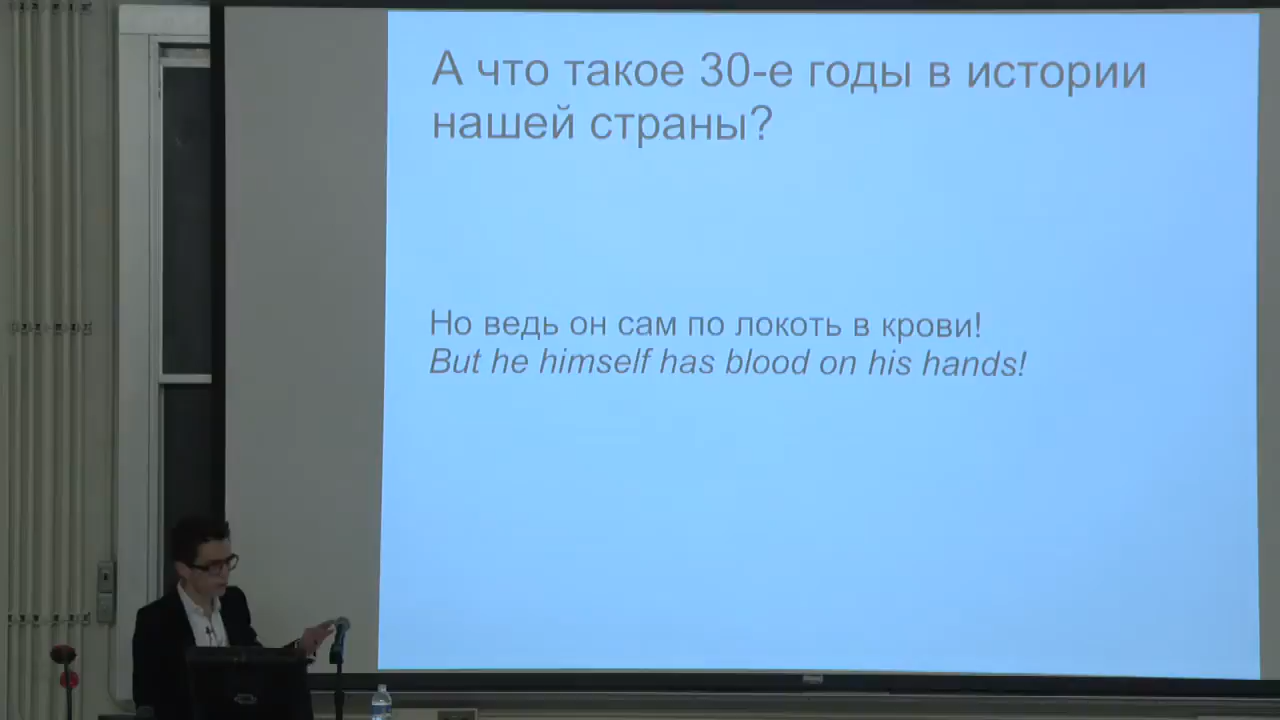 А что такое 30-е годы в истории
нашей страны?
Но ведь он сам по локоть в крови!
But he himself has blood on his hands!